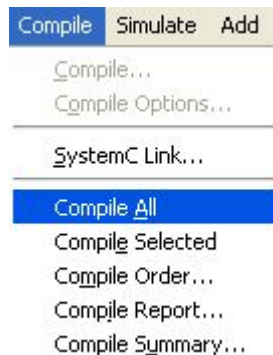 Compile Simulate Add
Compile...
Compile Options...
SystemC Link...
Compile All
Compile Selected
Compile Order...
Compile Report...
Compile Summary...